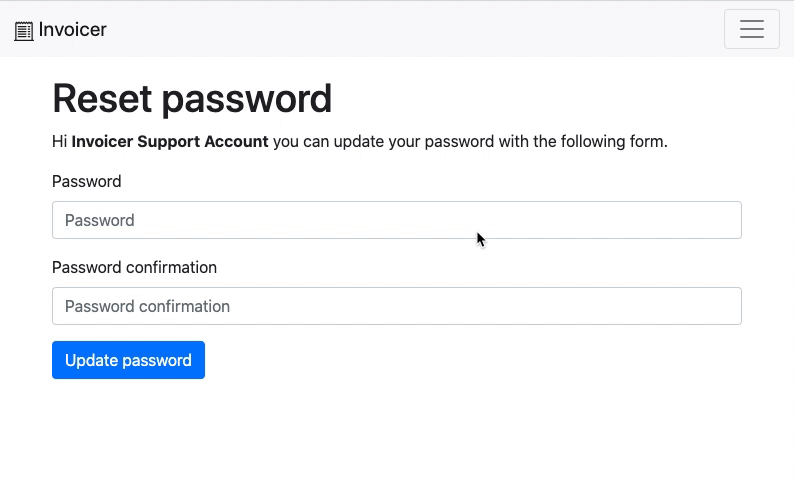 Invoicer
Reset password
Hi Invoicer Support Account you can update your password with the following form.
Password
Password
Password confirmation
Password confirmation
Update password